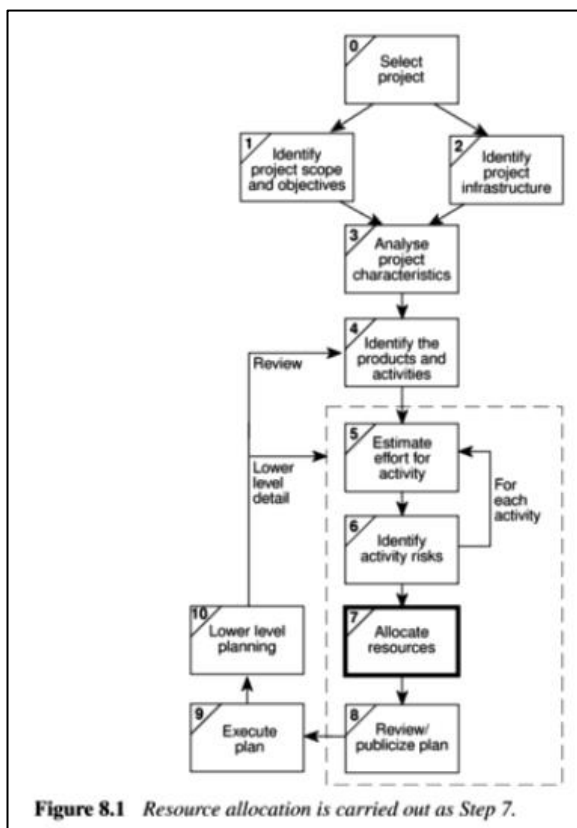 0
Select
project
1
Identify
project scope
and objectives
2
Identify
project
infrastructure
3
Analyse
project
characteristics
4
Identify the
products and
activities
Review
5
Estimate
effort for
activity
Lower
level
detail
For
each
activity
6
Identify
activity risks
7
Allocate
resources
10
Lower level
planning
9
Execute
plan
8
Review/
publicize plan
Figure 8.1 Resource allocation is carried out as Step 7.